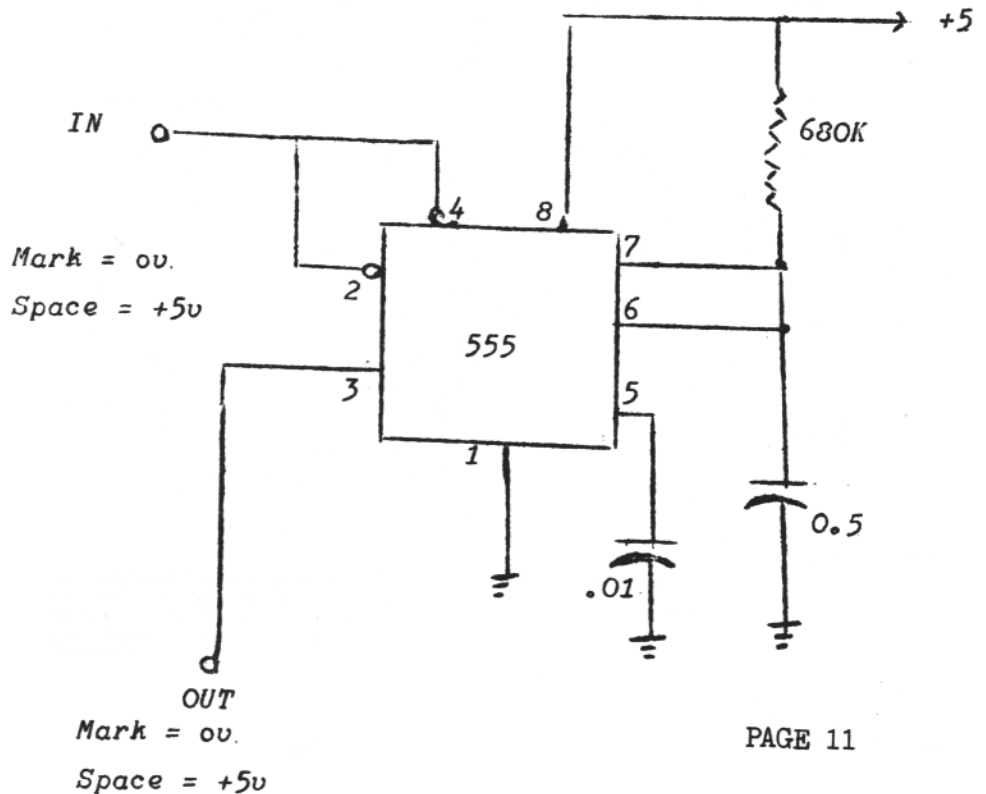 +5
IN
680K
4
8
7
Mark = ov.
2
Space = +5v
6
555
3
5
1
0.5
.01
OUT
Mark = ov.
PAGE 11
Space = +5v